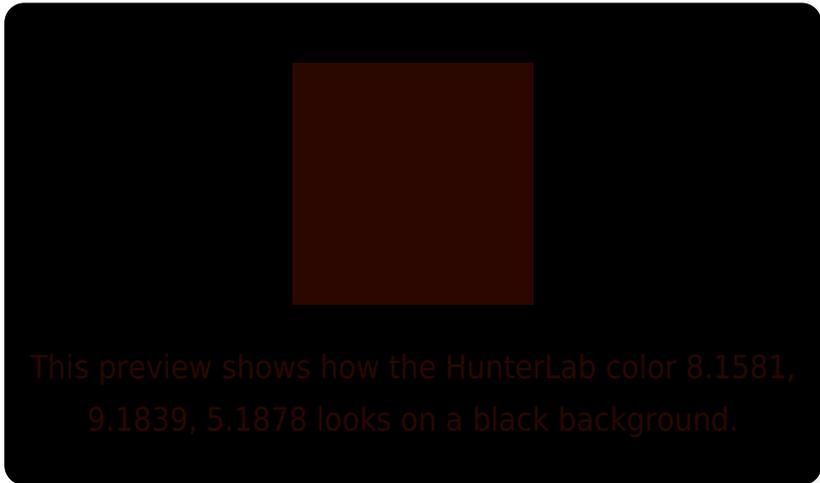 This preview shows how the HunterLab color 8.1581,
9.1839, 5.1878 looks on a black background.